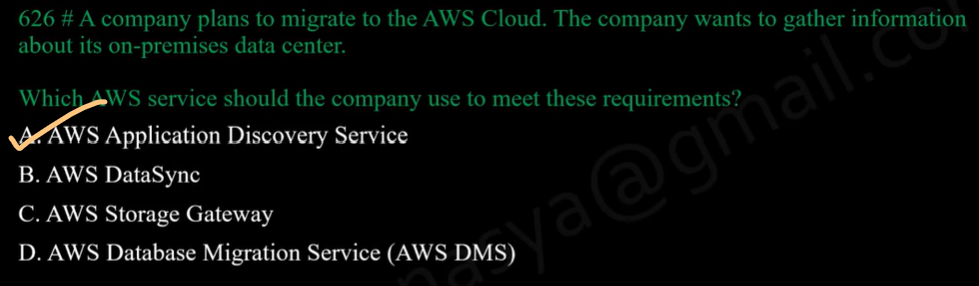 626 # A company plans to migrate to the AWS Cloud. The company wants to gather information
about its on-premises data center.
Which AWS service should the company use to meet these requirements?
A. AWS Application Discovery Service
B. AWS DataSync
C. AWS Storage Gateway
D. AWS Database Migration Service (AWS DMS)